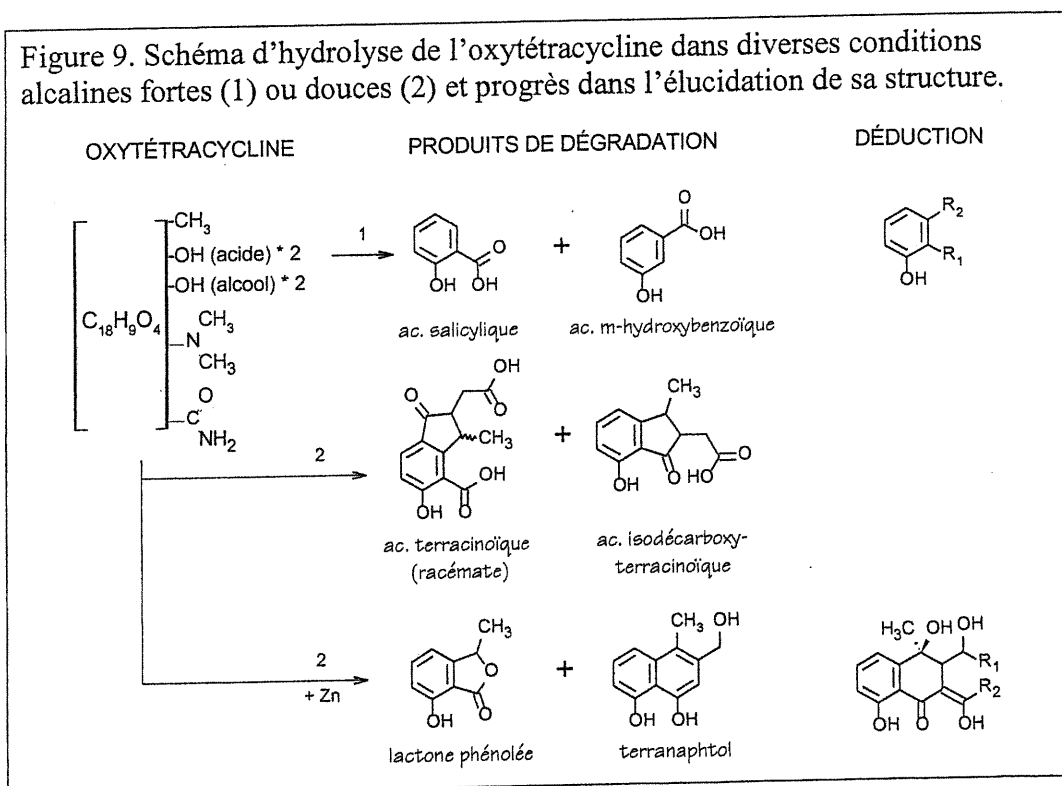 Figure 9. Schéma d'hydrolyse de l'oxytétracycline dans diverses conditions
alcalines fortes (1) ou douces (2) et progrès dans l'élucidation de sa structure.
OXYTÉTRACYCLINE PRODUITS DE DÉGRADATION DÉDUCTION
C18H9O4
CH3
OH (acide) * 2
OH (alcool) * 2
CH3
N
CH3
O
C
NH2
1
O
OH OH
ac. salicylique
+
O
OH
OH
ac. m-hydroxybenzoïque
R2
R1
OH
2
OH
O
O
CH3
OH
OH O
ac. terracinoïque
(racémate)
+
CH3
O
OH O HO
ac. isodécarboxy-
terracinoïque
2
+ Zn
CH3
O
OH O
lactone phénolée
+
CH3 OH
OH OH
terranaphtol
H3C OH OH
R1
R2
OH O OH